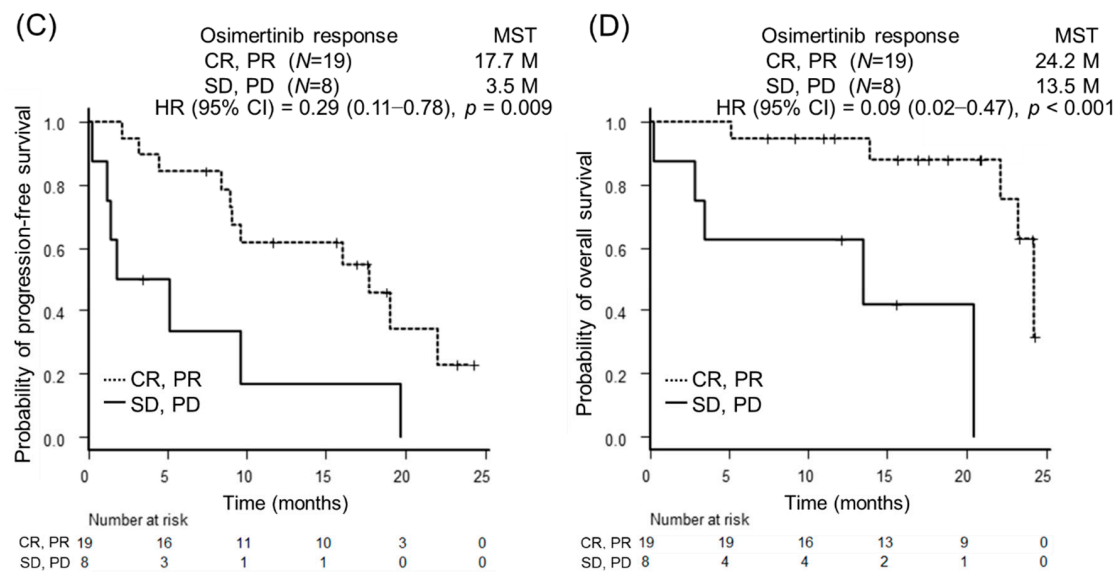 (C)
Osimertinib response MST
CR, PR (N=19) 17.7 M
SD, PD (N=8) 3.5 M
HR (95% CI) = 0.29 (0.11–0.78), p = 0.009
Probability of progression-free survival
1.0
0.8
0.6
0.4
0.2
0.0
CR, PR
SD, PD
0 5 10 15 20 25
Time (months)
Number at risk
CR, PR 19 16 11 10 3 0
SD, PD 8 3 1 1 0 0
(D)
Osimertinib response MST
CR, PR (N=19) 24.2 M
SD, PD (N=8) 13.5 M
HR (95% CI) = 0.09 (0.02–0.47), p < 0.001
Probability of overall survival
1.0
0.8
0.6
0.4
0.2
0.0
CR, PR
SD, PD
0 5 10 15 20 25
Time (months)
Number at risk
CR, PR 19 19 16 13 9 0
SD, PD 8 4 4 2 1 0